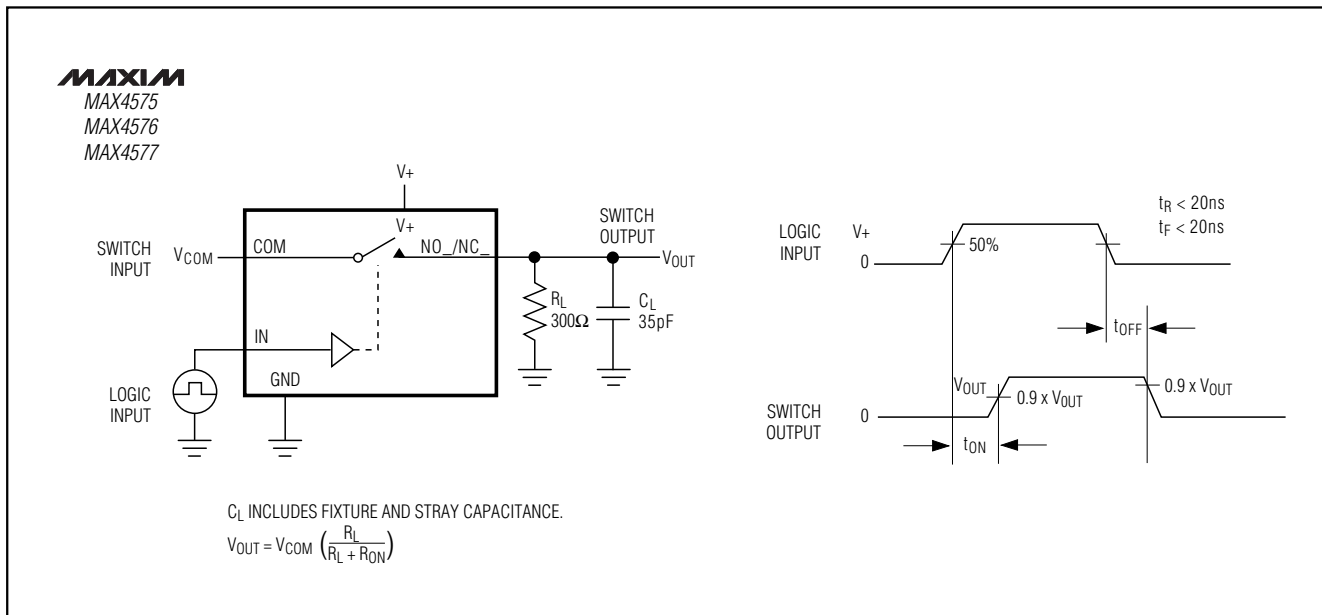 MAXIM
MAX4575
MAX4576
MAX4577
V+
V+
SWITCH
INPUT
VCOM
COM
NO_/NC_
SWITCH
OUTPUT
VOUT
RL
300Ω
CL
35pF
IN
GND
LOGIC
INPUT
CL INCLUDES FIXTURE AND STRAY CAPACITANCE.
VOUT = VCOM (RL / RL + RON)
tR < 20ns
tF < 20ns
LOGIC
INPUT
V+
0
50%
tOFF
VOUT
0.9 x VOUT
0.9 x VOUT
SWITCH
OUTPUT
0
tON